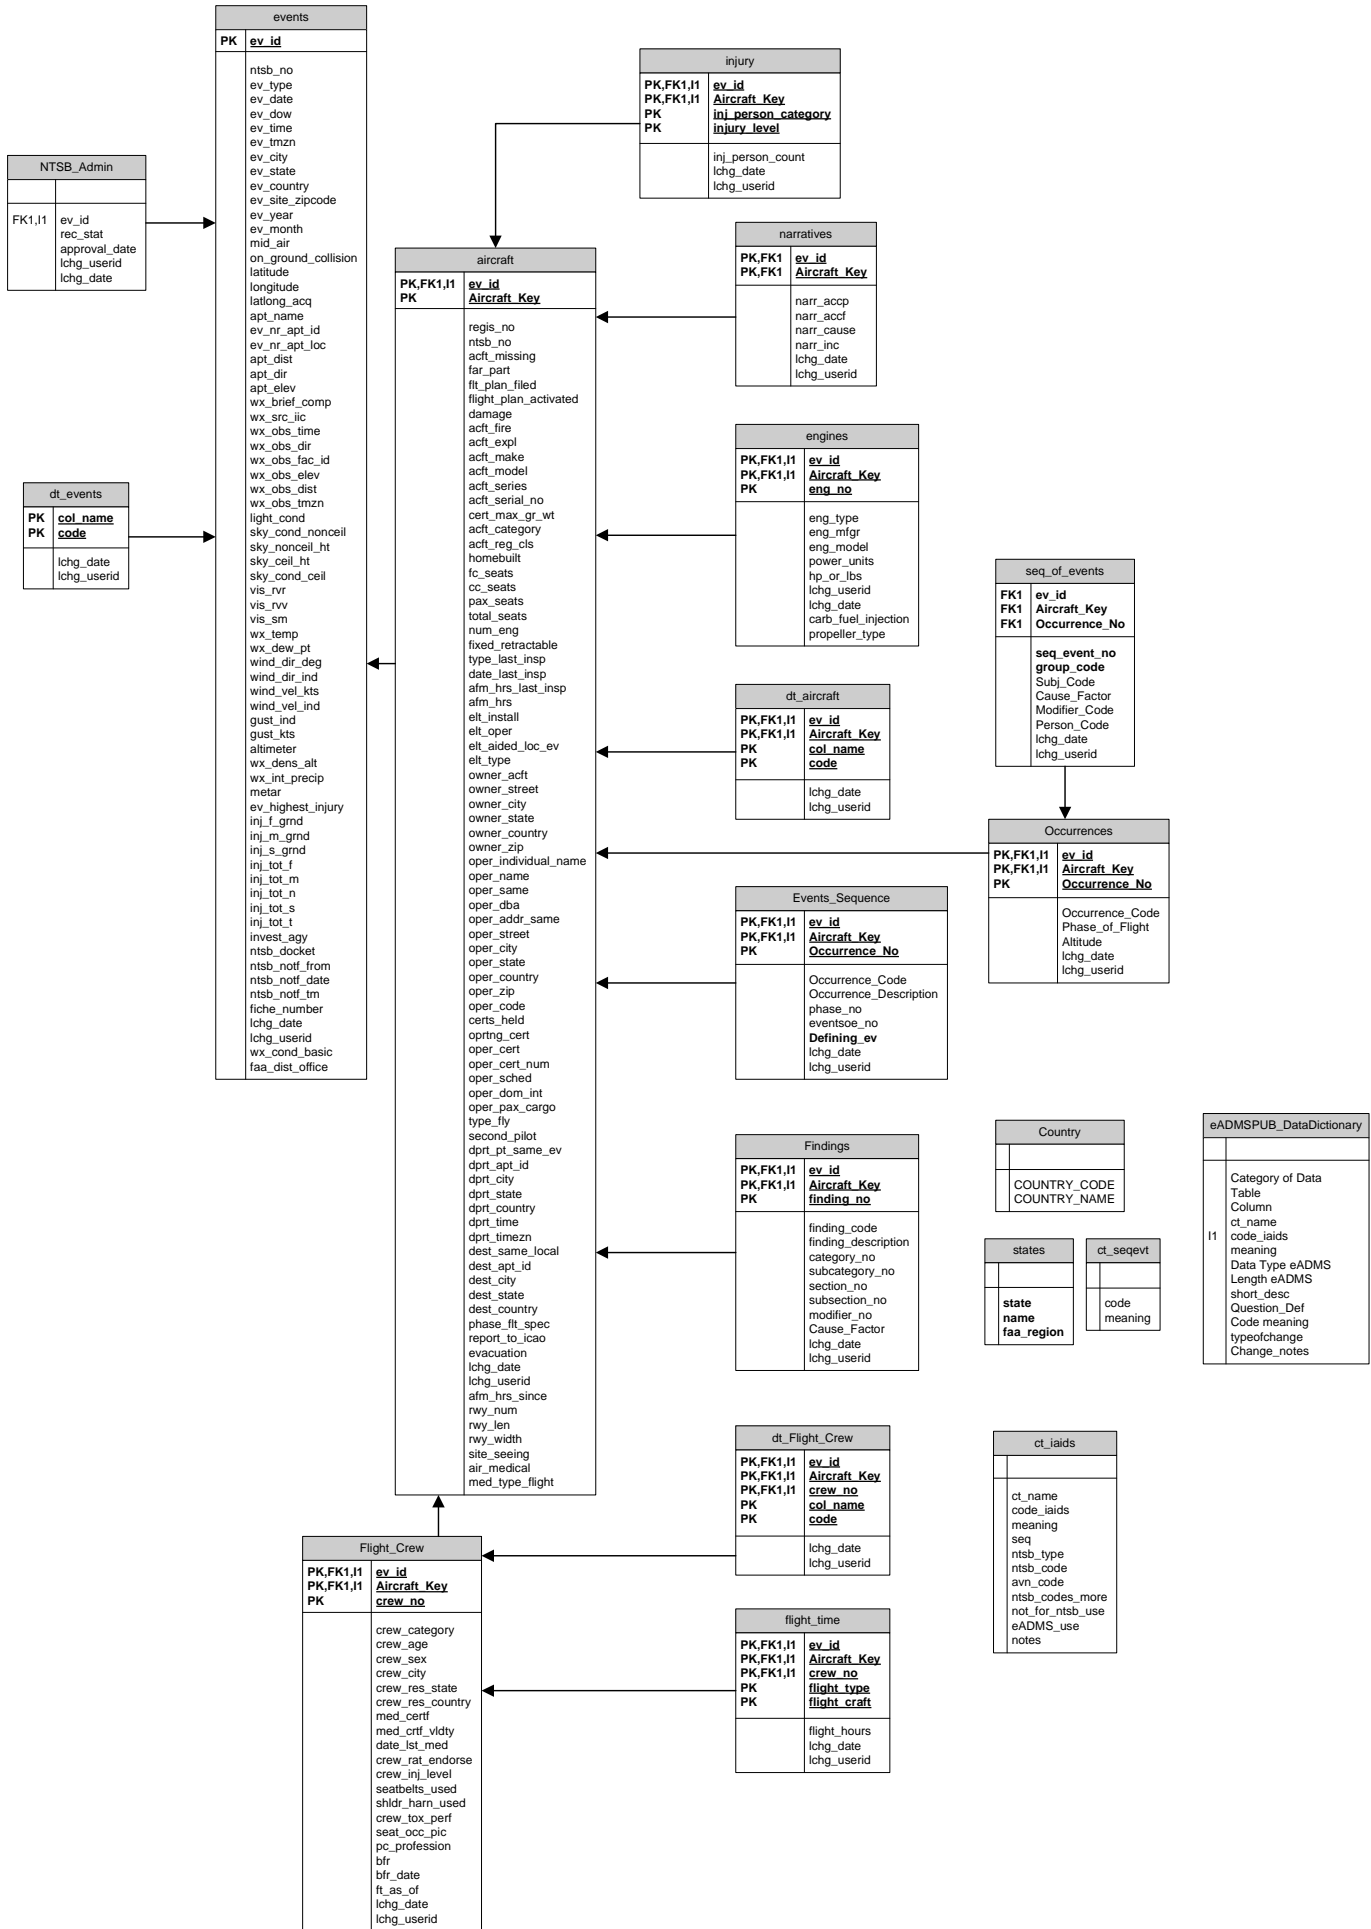 events
PK ev_id
ntsb_no
ev_type
ev_date
ev_dow
ev_time
ev_tmzn
ev_city
ev_state
ev_country
ev_site_zipcode
ev_year
ev_month
mid_air
on_ground_collision
latitude
longitude
latlong_acq
apt_name
ev_nr_apt_id
ev_nr_apt_loc
apt_dist
apt_dir
apt_elev
wx_brief_comp
wx_src_iic
wx_obs_time
wx_obs_dir
wx_obs_fac_id
wx_obs_elev
wx_obs_dist
wx_obs_tmzn
light_cond
sky_cond_nonceil
sky_nonceil_ht
sky_ceil_ht
sky_cond_ceil
vis_rvr
vis_rvv
vis_sm
wx_temp
wx_dew_pt
wind_dir_deg
wind_dir_ind
wind_vel_kts
wind_vel_ind
gust_ind
gust_kts
altimeter
wx_dens_alt
wx_int_precip
metar
ev_highest_injury
inj_f_grnd
inj_m_grnd
inj_s_grnd
inj_tot_f
inj_tot_m
inj_tot_n
inj_tot_s
inj_tot_t
invest_agy
ntsb_docket
ntsb_notf_from
ntsb_notf_date
ntsb_notf_tm
fiche_number
lchg_date
lchg_userid
wx_cond_basic
faa_dist_office
NTSB_Admin
FK1,I1 ev_id
rec_stat
approval_date
lchg_userid
lchg_date
dt_events
PK col_name
PK code
lchg_date
lchg_userid
injury
PK,FK1,I1 ev_id
PK,FK1,I1 Aircraft_Key
PK inj_person_category
PK injury_level
inj_person_count
lchg_date
lchg_userid
aircraft
PK,FK1,I1 ev_id
PK Aircraft_Key
regis_no
ntsb_no
acft_missing
far_part
flt_plan_filed
flight_plan_activated
damage
acft_fire
acft_expl
acft_make
acft_model
acft_series
acft_serial_no
cert_max_gr_wt
acft_category
acft_reg_cls
homebuilt
fc_seats
cc_seats
pax_seats
total_seats
num_eng
fixed_retractable
type_last_insp
date_last_insp
afm_hrs_last_insp
afm_hrs
elt_install
elt_oper
elt_aided_loc_ev
elt_type
owner_acft
owner_street
owner_city
owner_state
owner_country
owner_zip
oper_individual_name
oper_name
oper_same
oper_dba
oper_addr_same
oper_street
oper_city
oper_state
oper_country
oper_zip
oper_code
certs_held
oprtng_cert
oper_cert
oper_cert_num
oper_sched
oper_dom_int
oper_pax_cargo
type_fly
second_pilot
dprt_pt_same_ev
dprt_apt_id
dprt_city
dprt_state
dprt_country
dprt_time
dprt_timezn
dest_same_local
dest_apt_id
dest_city
dest_state
dest_country
phase_flt_spec
report_to_icao
evacuation
lchg_date
lchg_userid
afm_hrs_since
rwy_num
rwy_len
rwy_width
site_seeing
air_medical
med_type_flight
narratives
PK,FK1 ev_id
PK,FK1 Aircraft_Key
narr_accp
narr_accf
narr_cause
narr_inc
lchg_date
lchg_userid
engines
PK,FK1,I1 ev_id
PK,FK1,I1 Aircraft_Key
PK eng_no
eng_type
eng_mfgr
eng_model
power_units
hp_or_lbs
lchg_userid
lchg_date
carb_fuel_injection
propeller_type
dt_aircraft
PK,FK1,I1 ev_id
PK,FK1,I1 Aircraft_Key
PK col_name
PK code
lchg_date
lchg_userid
seq_of_events
FK1 ev_id
FK1 Aircraft_Key
FK1 Occurrence_No
seq_event_no
group_code
Subj_Code
Cause_Factor
Modifier_Code
Person_Code
lchg_date
lchg_userid
Occurrences
PK,FK1,I1 ev_id
PK,FK1,I1 Aircraft_Key
PK Occurrence_No
Occurrence_Code
Phase_of_Flight
Altitude
lchg_date
lchg_userid
Events_Sequence
PK,FK1,I1 ev_id
PK,FK1,I1 Aircraft_Key
PK Occurrence_No
Occurrence_Code
Occurrence_Description
phase_no
eventsoe_no
Defining_ev
lchg_date
lchg_userid
Findings
PK,FK1,I1 ev_id
PK,FK1,I1 Aircraft_Key
PK finding_no
finding_code
finding_description
category_no
subcategory_no
section_no
subsection_no
modifier_no
Cause_Factor
lchg_date
lchg_userid
Country
COUNTRY_CODE
COUNTRY_NAME
eADMSPUB_DataDictionary
Category of Data
Table
Column
ct_name
I1 code_iaids
meaning
Data Type eADMS
Length eADMS
short_desc
Question_Def
Code meaning
typeofchange
Change_notes
states
state
name
faa_region
ct_seqevt
code
meaning
dt_Flight_Crew
PK,FK1,I1 ev_id
PK,FK1,I1 Aircraft_Key
PK,FK1,I1 crew_no
PK col_name
PK code
lchg_date
lchg_userid
ct_iaids
ct_name
code_iaids
meaning
seq
ntsb_type
ntsb_code
avn_code
ntsb_codes_more
not_for_ntsb_use
eADMS_use
notes
Flight_Crew
PK,FK1,I1 ev_id
PK,FK1,I1 Aircraft_Key
PK crew_no
crew_category
crew_age
crew_sex
crew_city
crew_res_state
crew_res_country
med_certf
med_crtf_vldty
date_lst_med
crew_rat_endorse
crew_inj_level
seatbelts_used
shldr_harn_used
crew_tox_perf
seat_occ_pic
pc_profession
bfr
bfr_date
ft_as_of
lchg_date
lchg_userid
flight_time
PK,FK1,I1 ev_id
PK,FK1,I1 Aircraft_Key
PK,FK1,I1 crew_no
PK flight_type
PK flight_craft
flight_hours
lchg_date
lchg_userid